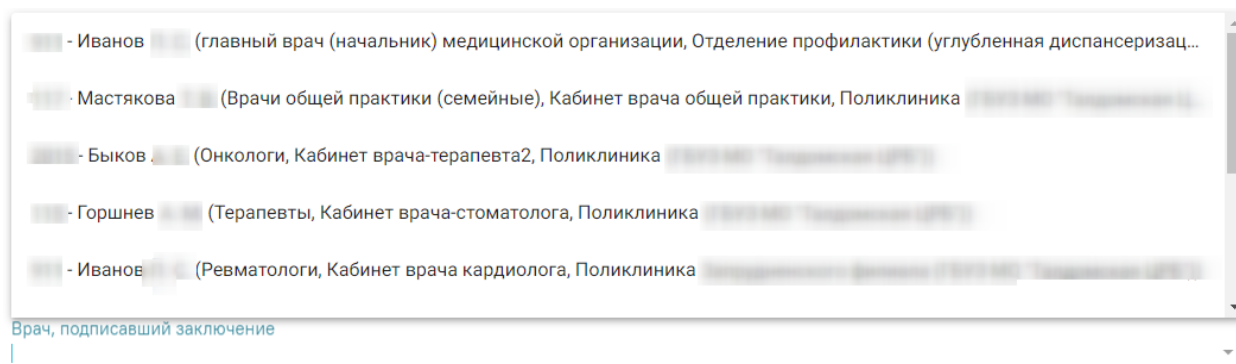 - Иванов (главный врач (начальник) медицинской организации, Отделение профилактики (углубленная диспансеризац...
- Мастякова (Врачи общей практики (семейные), Кабинет врача общей практики, Поликлиника
- Быков (Онкологи, Кабинет врача-терапевта2, Поликлиника
- Горшнев (Терапевты, Кабинет врача-стоматолога, Поликлиника
- Иванов (Ревматологи, Кабинет врача кардиолога, Поликлиника
Врач, подписавший заключение